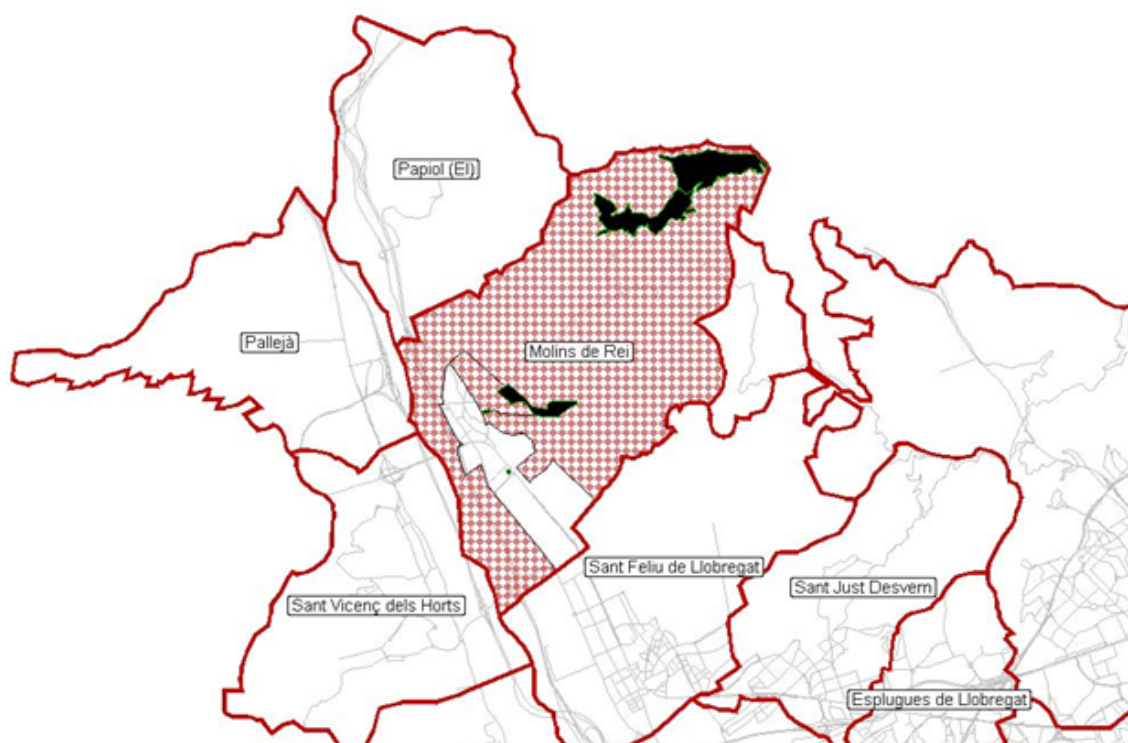 Papiol (El)
Pallejà
Molins de Rei
Sant Feliu de Llobregat
Sant Just Desvern
Sant Vicenç dels Horts
Esplugues de Llobregat